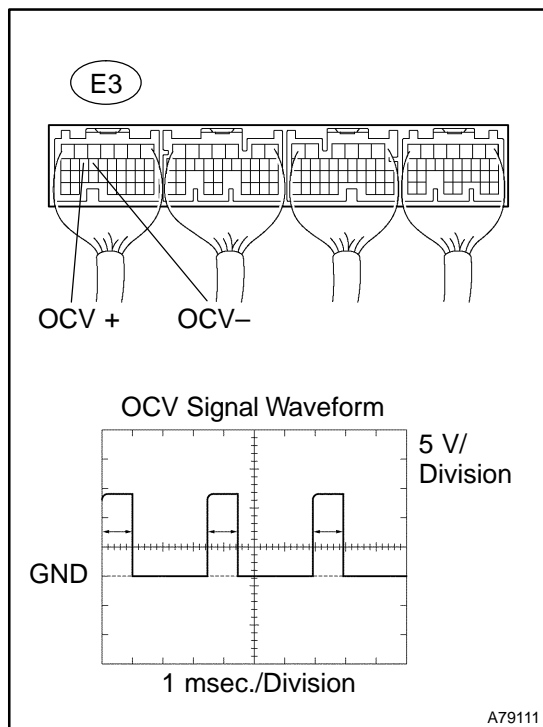 E3
OCV + OCV–
OCV Signal Waveform
5 V/
Division
GND
1 msec./Division
A79111